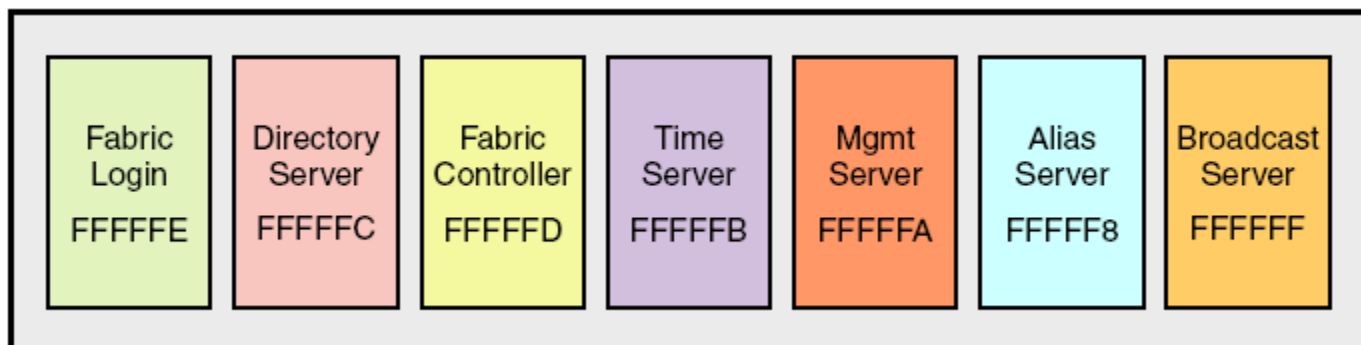 Fabric
Login
FFFFFE
Directory
Server
FFFFFC
Fabric
Controller
FFFFFD
Time
Server
FFFFFB
Mgmt
Server
FFFFFA
Alias
Server
FFFFF8
Broadcast
Server
FFFFFF